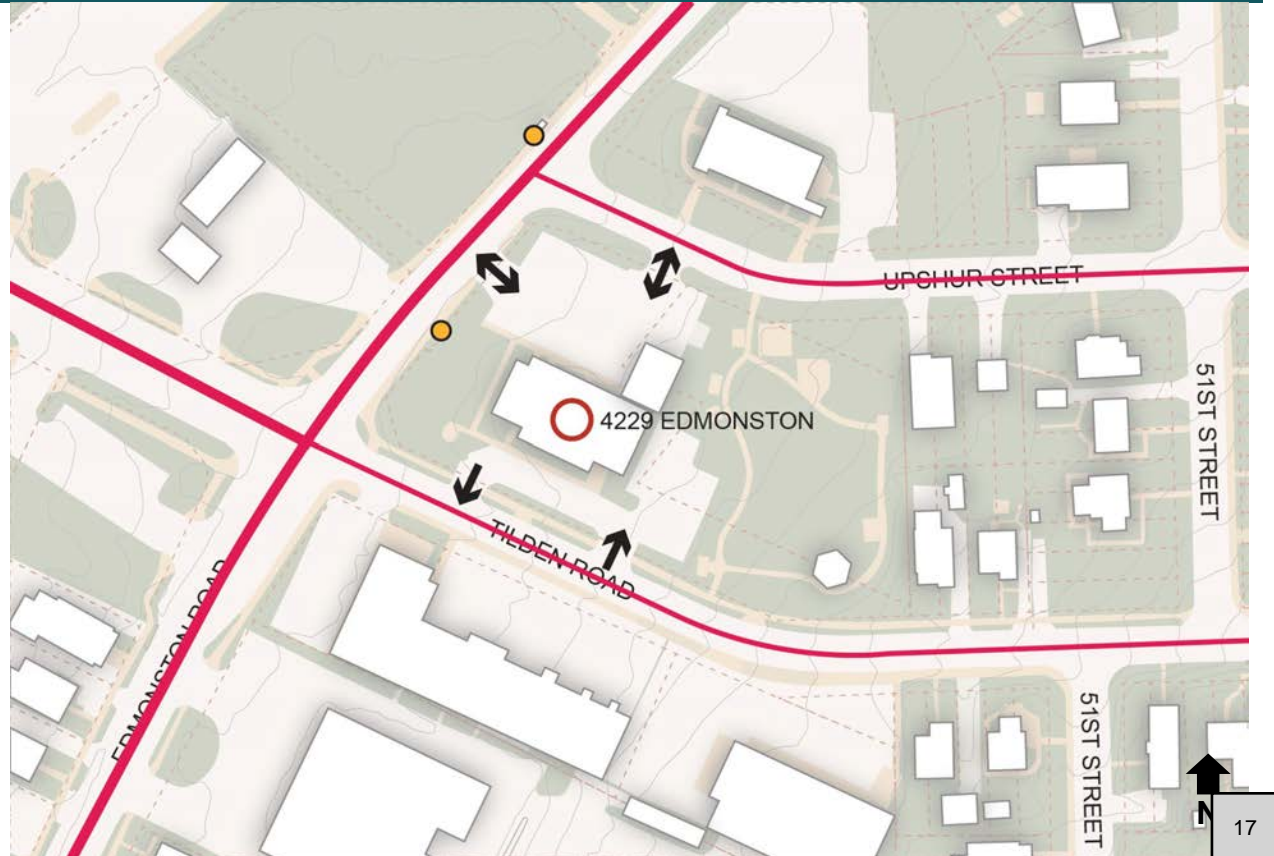 UPSHUR STREET
51ST STREET
4229 EDMONSTON
TILDEN ROAD
EDMONSTON ROAD
51ST STREET
N
17